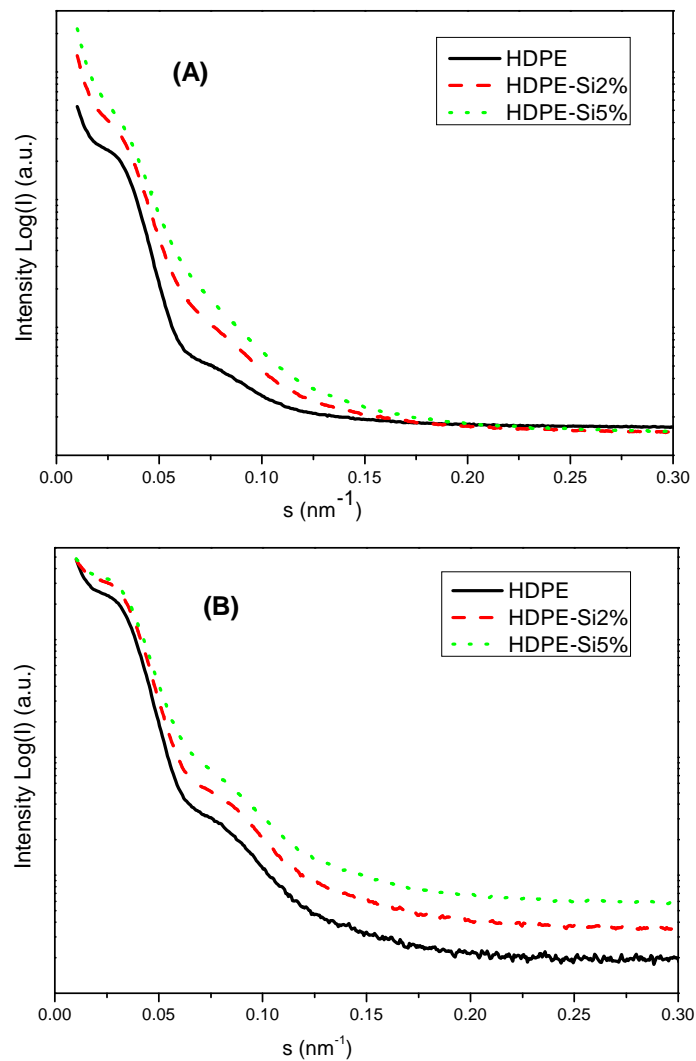 (A)
HDPE
HDPE-Si2%
HDPE-Si5%
Intensity Log(I) (a.u.)
0.00 0.05 0.10 0.15 0.20 0.25 0.30
s (nm-1)
(B)
HDPE
HDPE-Si2%
HDPE-Si5%
Intensity Log(I) (a.u.)
0.00 0.05 0.10 0.15 0.20 0.25 0.30
s (nm-1)